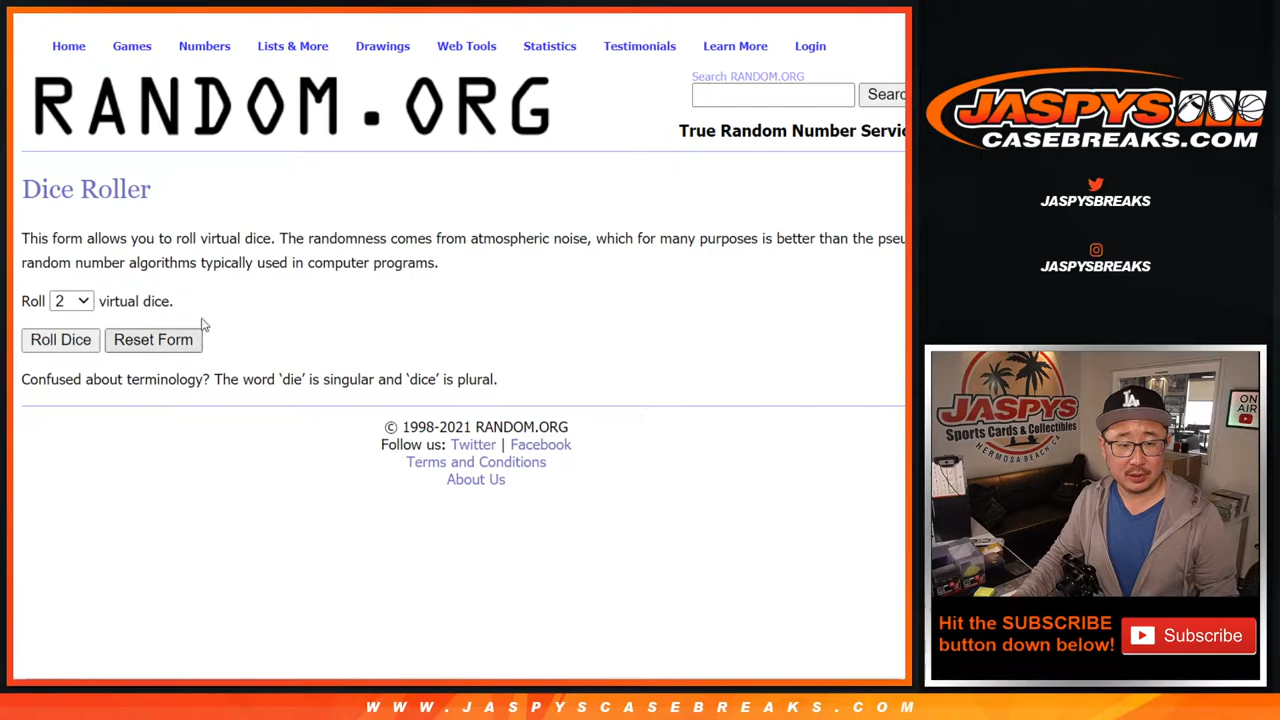 Home Games Numbers Lists & More Drawings Web Tools Statistics Testimonials Learn More Login
RANDOM.ORG
Search RANDOM.ORG
Searc
True Random Number Servic
Dice Roller
This form allows you to roll virtual dice. The randomness comes from atmospheric noise, which for many purposes is better than the pseu
random number algorithms typically used in computer programs.
Roll 2 virtual dice.
Roll Dice Reset Form
Confused about terminology? The word ‘die’ is singular and ‘dice’ is plural.
© 1998-2021 RANDOM.ORG
Follow us: Twitter | Facebook
Terms and Conditions
About Us
JASPYS
CASEBREAKS.COM
JASPYSBREAKS
JASPYSBREAKS
JASPYS
Sports Cards & Collectibles
HERMOSA BEACH, CA
LA
ON
AIR
Hit the SUBSCRIBE
button down below!
Subscribe
WWW.JASPYSCASEBREAKS.COM